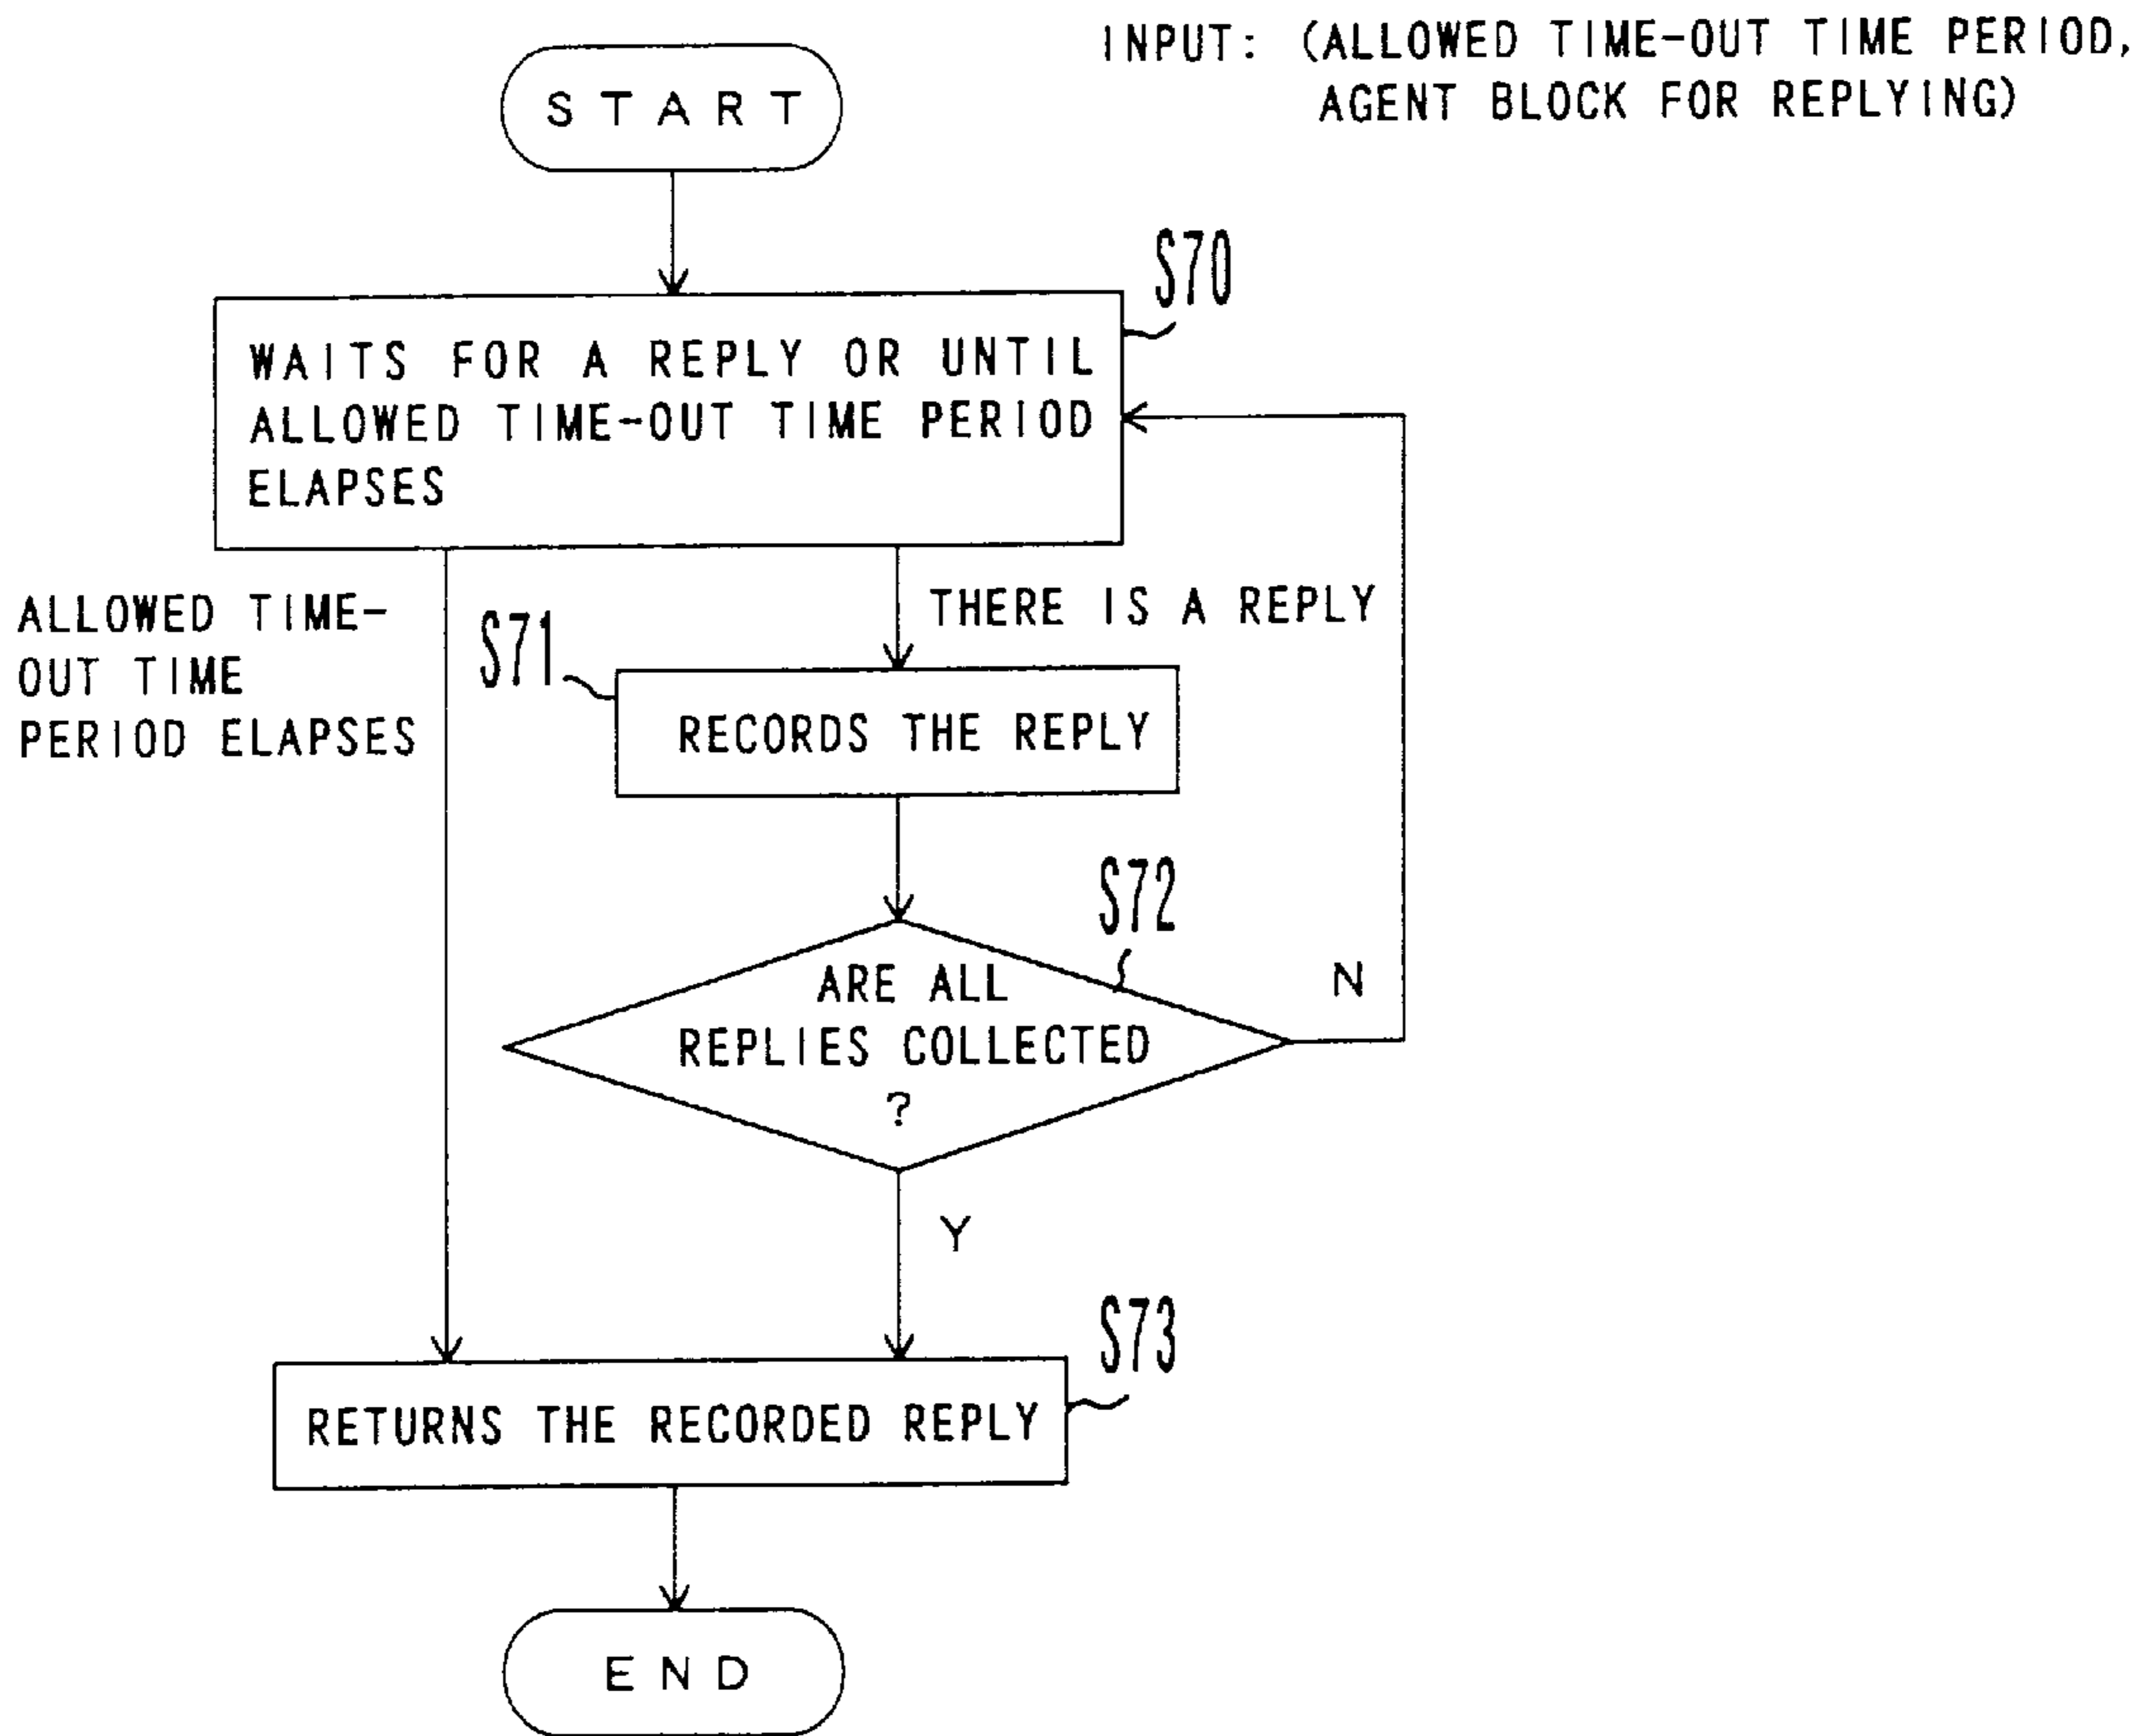 INPUT: (ALLOWED TIME-OUT TIME PERIOD,
AGENT BLOCK FOR REPLYING)
START
S70
WAITS FOR A REPLY OR UNTIL
ALLOWED TIME-OUT TIME PERIOD
ELAPSES
ALLOWED TIME-
OUT TIME
PERIOD ELAPSES
THERE IS A REPLY
S71
RECORDS THE REPLY
S72
ARE ALL
REPLIES COLLECTED
?
N
Y
S73
RETURNS THE RECORDED REPLY
END